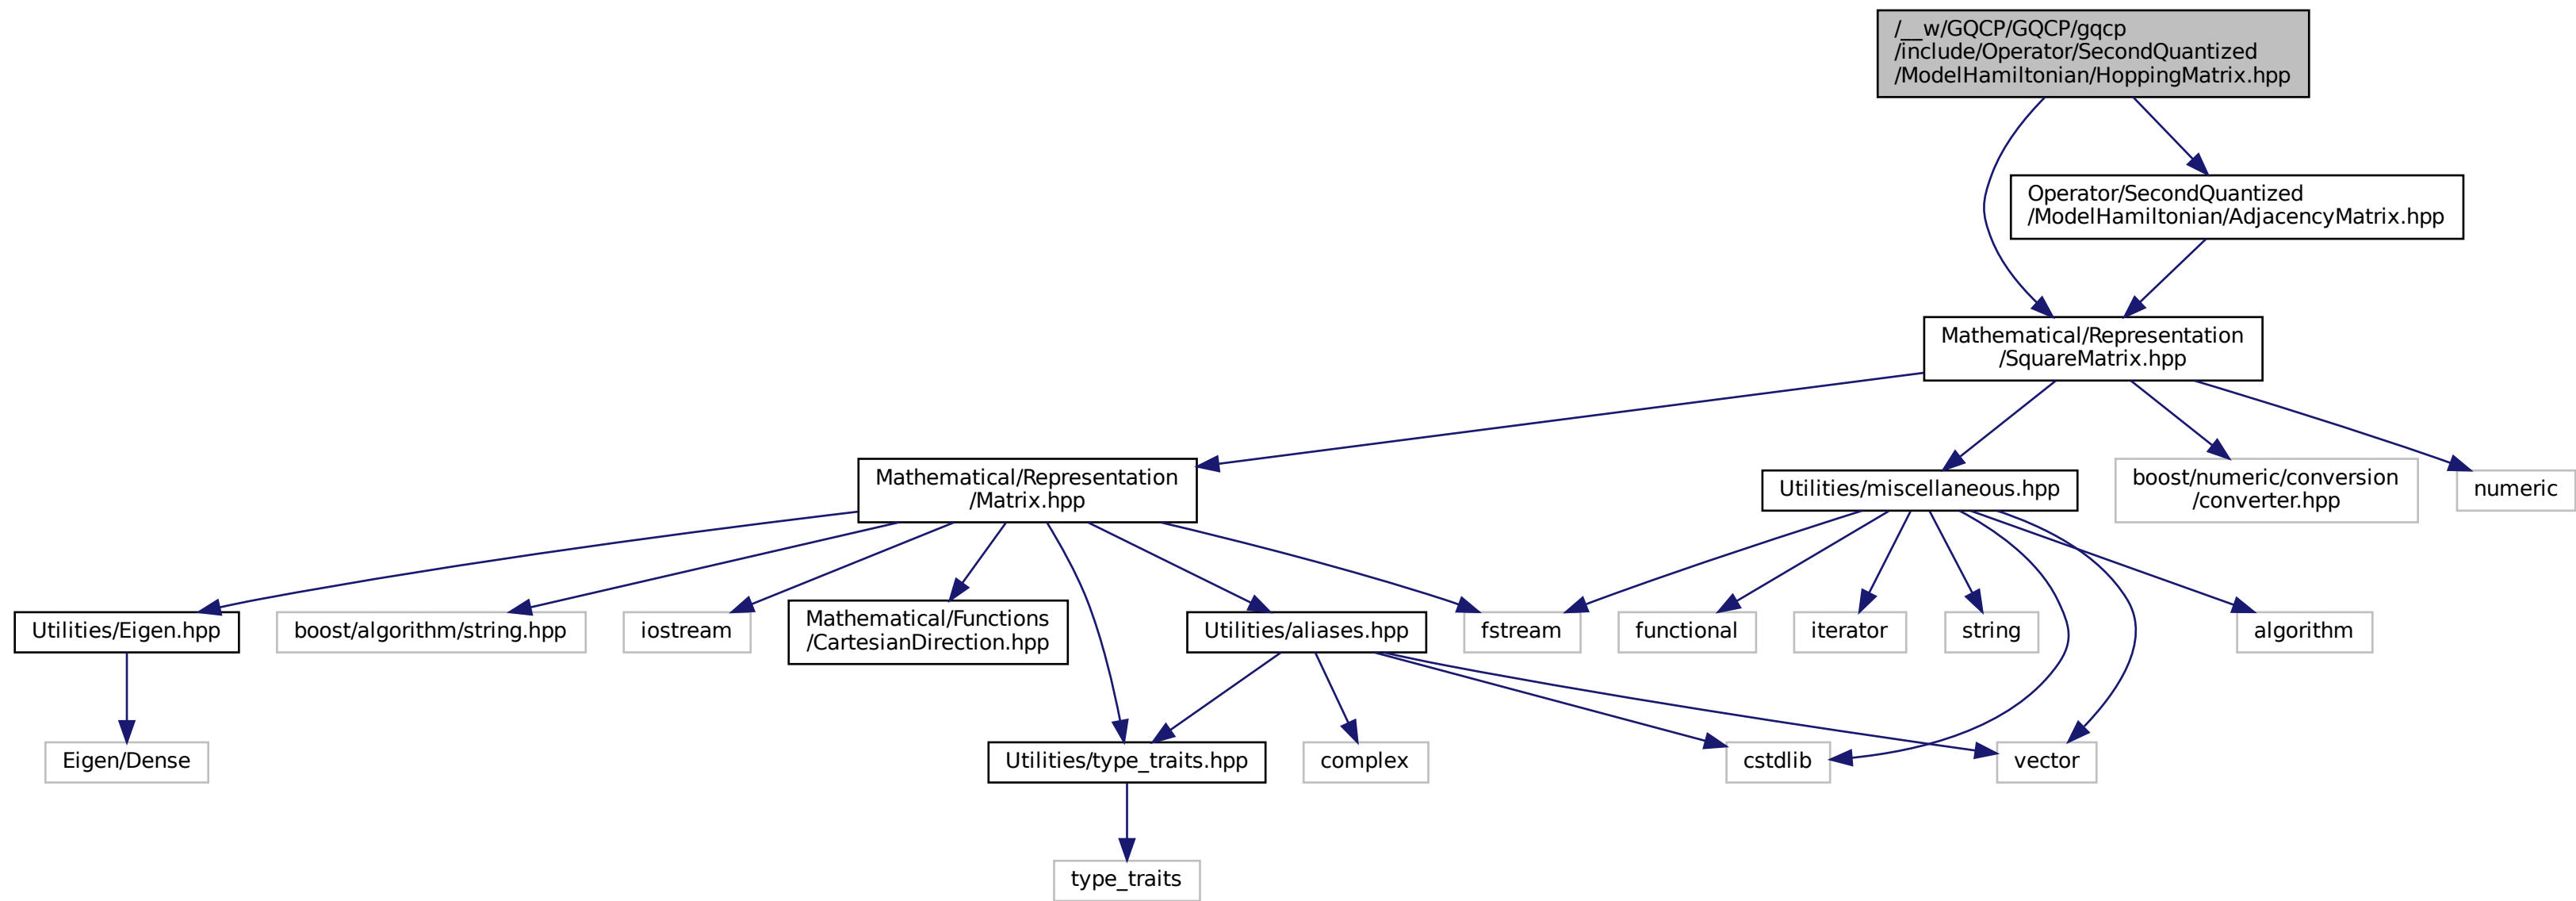 /__w/GQCP/GQCP/gqcp
/include/Operator/SecondQuantized
/ModelHamiltonian/HoppingMatrix.hpp
Operator/SecondQuantized
/ModelHamiltonian/AdjacencyMatrix.hpp
Mathematical/Representation
/SquareMatrix.hpp
Mathematical/Representation
/Matrix.hpp
Utilities/miscellaneous.hpp
boost/numeric/conversion
/converter.hpp
numeric
Utilities/Eigen.hpp
boost/algorithm/string.hpp
iostream
Mathematical/Functions
/CartesianDirection.hpp
Utilities/aliases.hpp
fstream
functional
iterator
string
algorithm
Eigen/Dense
Utilities/type_traits.hpp
complex
cstdlib
vector
type_traits